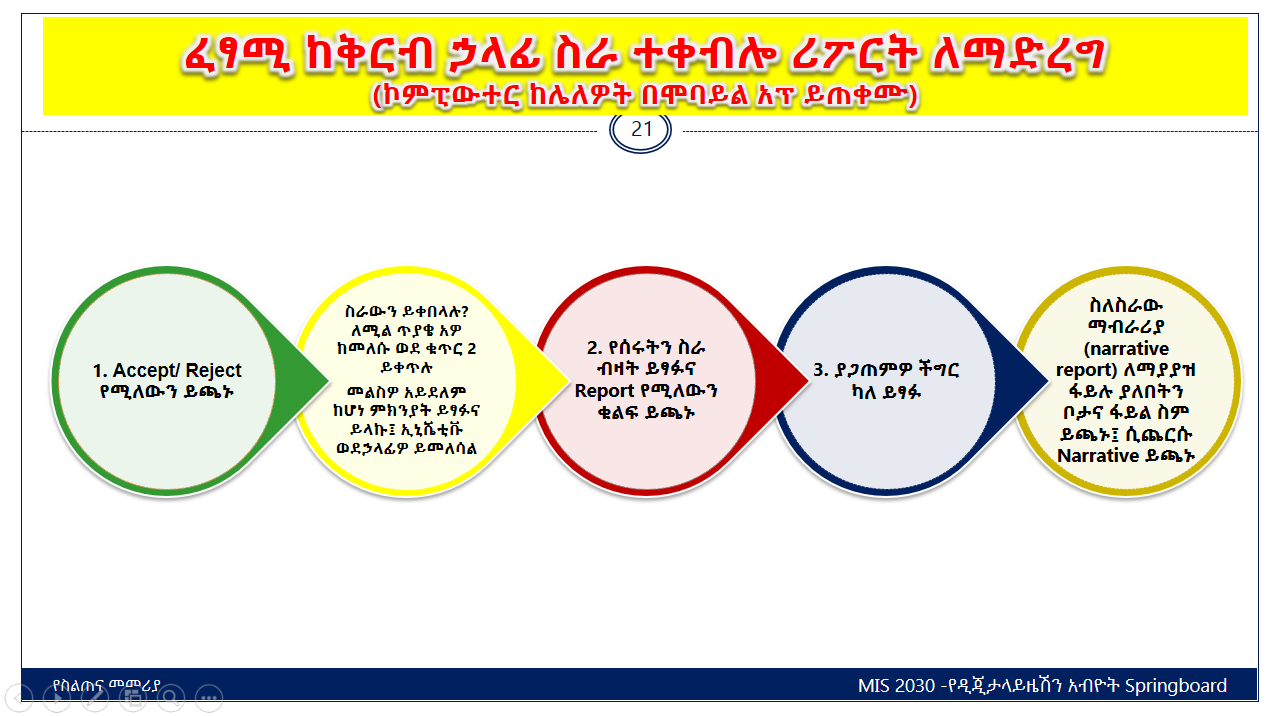 ፈፃሚ ከቅርብ ኃላፊ ስራ ተቀብሎ ሪፖርት ለማድረግ
(ኮምፒውተር ከሌለዎት በሞባይል አፕ ይጠቀሙ)
21
1. Accept/ Reject
የሚለውን ይጫኑ
ስራውን ይቀበላሉ?
ለሚል ጥያቄ አዎ
ከመለሱ ወደ ቁጥር 2
ይቀጥሉ
መልስዎ አይደለም
ከሆነ ምክንያት ይፃፉና
ይላኩ፤ ኢኒሼቲቩ
ወደኃላፊዎ ይመለሳል
2. የሰሩትን ስራ
ብዛት ይፃፉና
Report የሚለውን
ቁልፍ ይጫኑ
3. ያጋጠምዎ ችግር
ካለ ይፃፉ
ስለስራው
ማብራሪያ
(narrative
report) ለማያያዝ
ፋይሉ ያለበትን
ቦታና ፋይል ስም
ይጫኑ፤ ሲጨርሱ
Narrative ይጫኑ
የስልጠና መመሪያ
MIS 2030 -የዲጂታላይዜሽን አብዮት Springboard